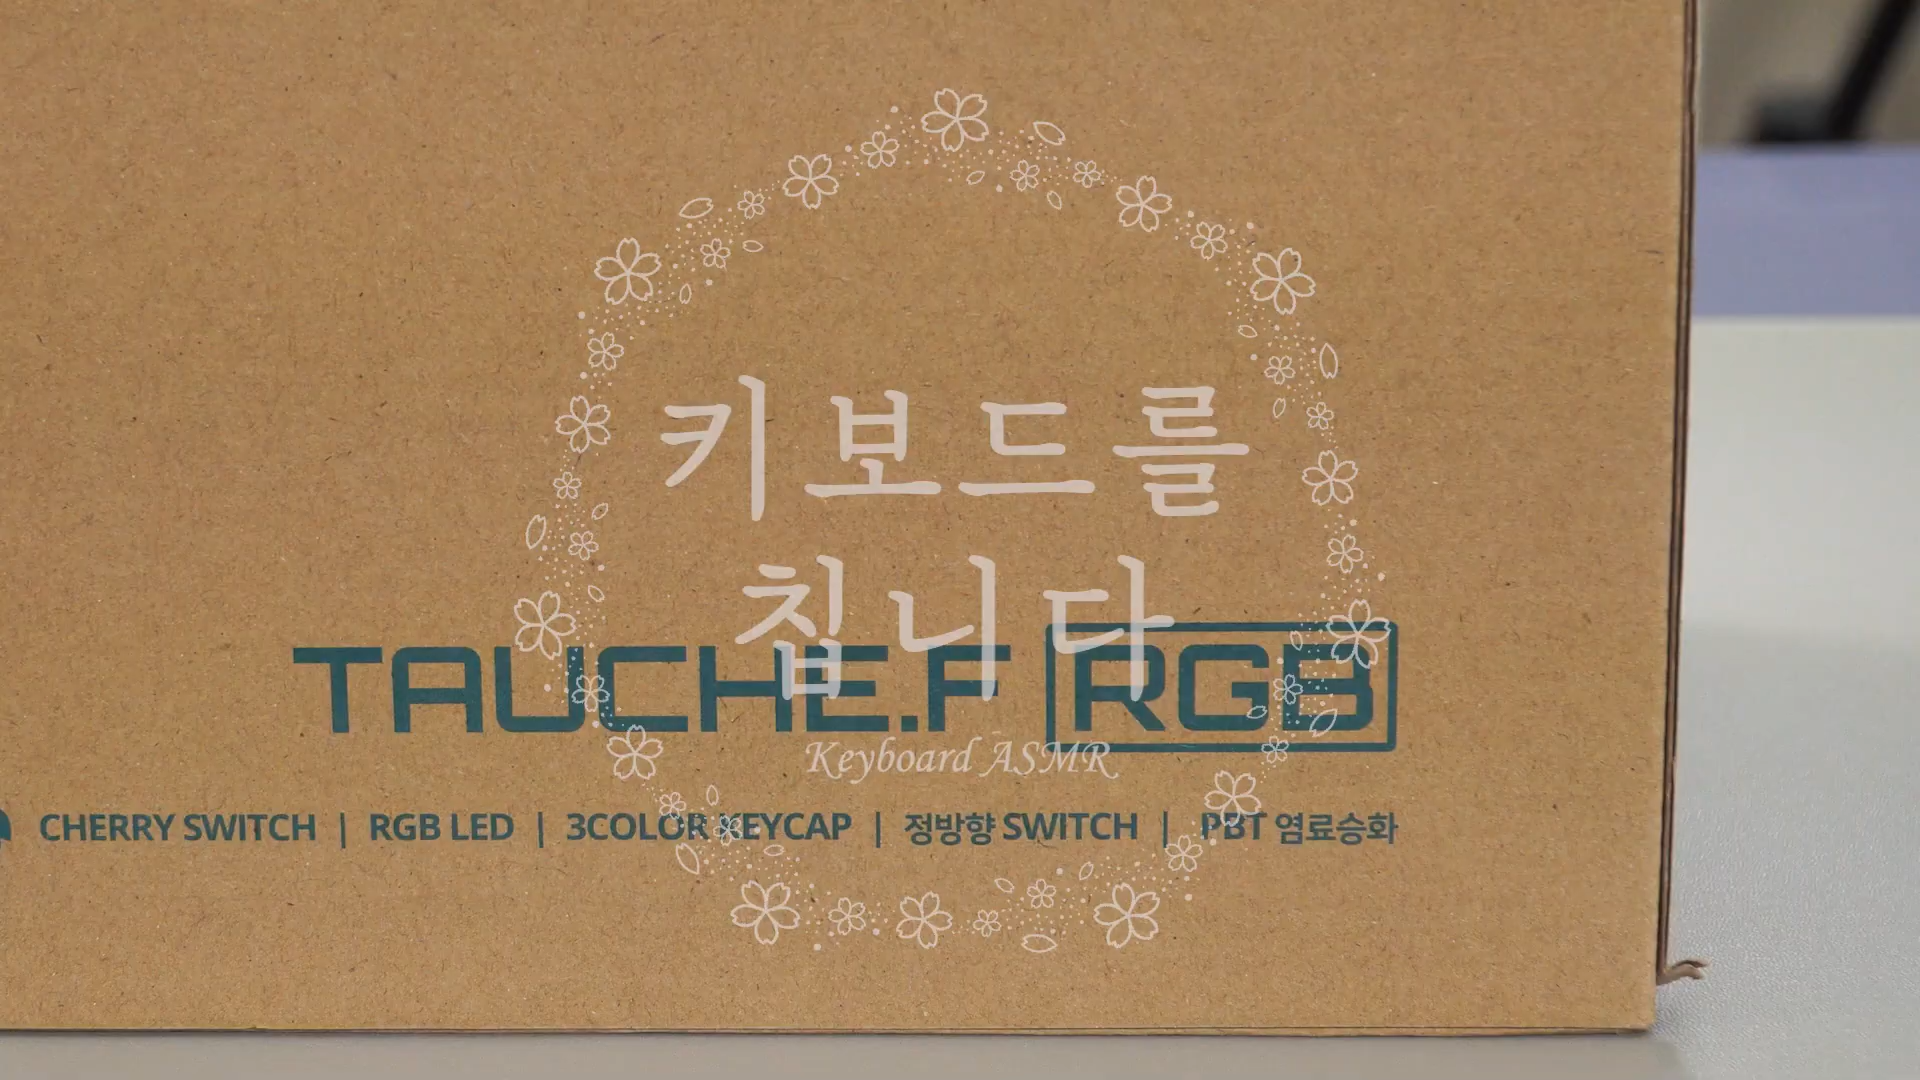 키보드를
칩니다
TAUCHE.F RGB
Keyboard ASMR
CHERRY SWITCH | RGB LED | 3COLOR KEYCAP | 정방향 SWITCH | PBT 염료승화